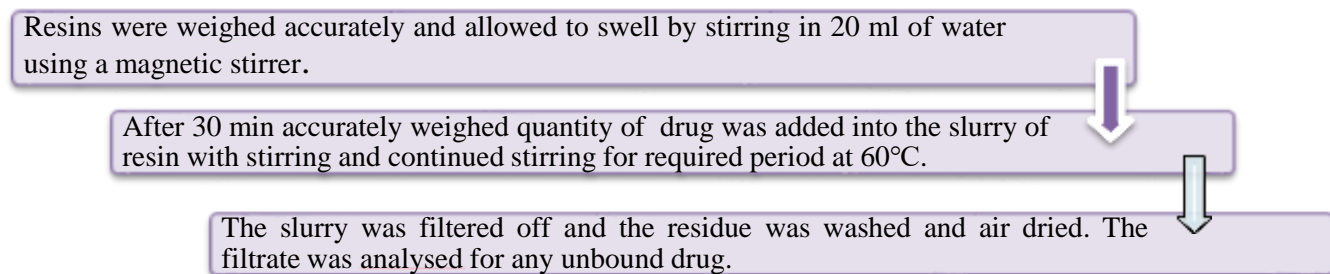 Resins were weighed accurately and allowed to swell by stirring in 20 ml of water
using a magnetic stirrer.
After 30 min accurately weighed quantity of drug was added into the slurry of
resin with stirring and continued stirring for required period at 60°C.
The slurry was filtered off and the residue was washed and air dried. The
filtrate was analysed for any unbound drug.